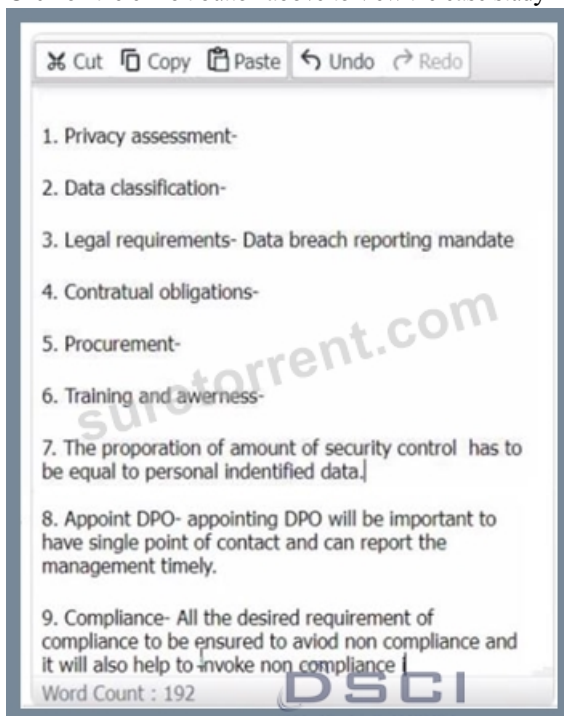 Cut Copy Paste Undo Redo
1. Privacy assessment-
2. Data classification-
3. Legal requirements- Data breach reporting mandate
4. Contratual obligations-
5. Procurement-
6. Training and awerness-
7. The proporation of amount of security control has to
be equal to personal indentified data.
8. Appoint DPO- appointing DPO will be important to
have single point of contact and can report the
management timely.
9. Compliance- All the desired requirement of
compliance to be ensured to aviod non compliance and
it will also help to invoke non compliance
Word Count : 192
DSCI
suretorrent.com